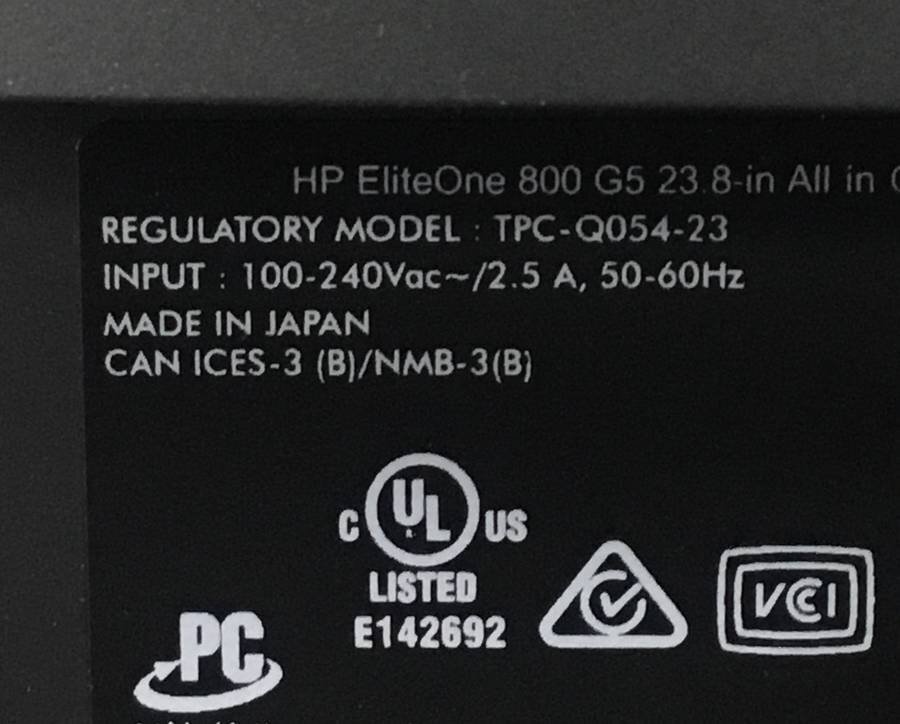 HP EliteOne 800 G5 23.8-in All in
REGULATORY MODEL : TPC-Q054-23
INPUT : 100-240Vac~/2.5 A, 50-60Hz
MADE IN JAPAN
CAN ICES-3 (B)/NMB-3(B)
C UL US
LISTED
E142692
VCCI
PC